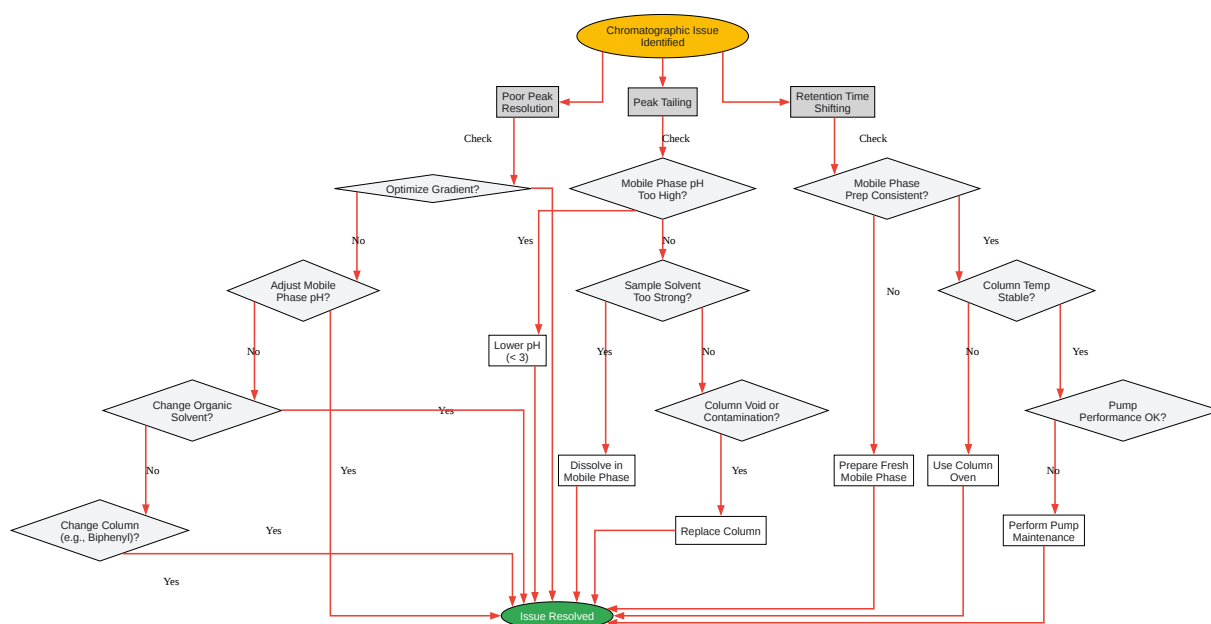 Chromatographic Issue
Identified
Poor Peak
Resolution
Peak Tailing
Retention Time
Shifting
Check
Check
Check
Optimize Gradient?
Mobile Phase pH
Too High?
Mobile Phase
Prep Consistent?
No
Yes
No
Yes
Adjust Mobile
Phase pH?
Sample Solvent
Too Strong?
No
Column Temp
Stable?
Lower pH
(< 3)
No
Yes
No
No
Yes
Change Organic
Solvent?
Yes
Column Void or
Contamination?
Pump
Performance OK?
No
Yes
Dissolve in
Mobile Phase
Yes
Prepare Fresh
Mobile Phase
Use Column
Oven
No
Change Column
(e.g., Biphenyl)?
Yes
Replace Column
Perform Pump
Maintenance
Yes
Issue Resolved